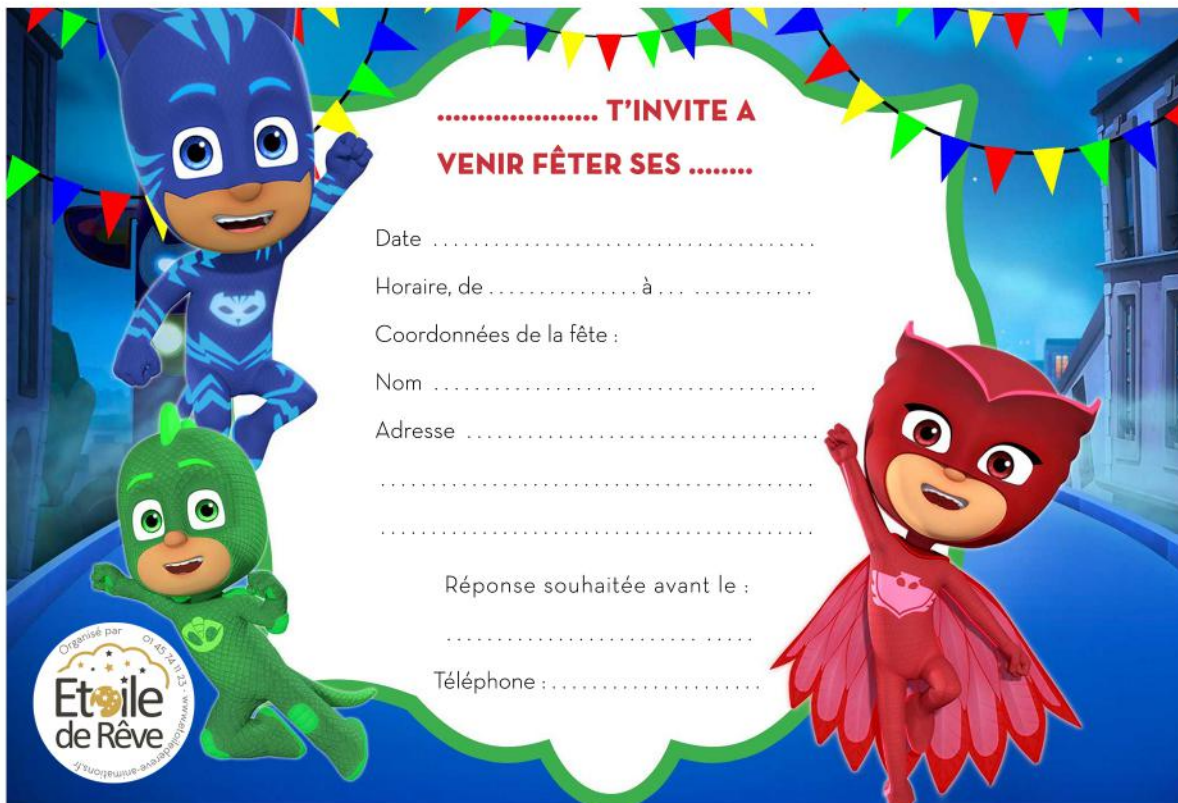 .................... T'INVITE A
VENIR FÊTER SES ........
Date ......................................
Horaire, de ............... à ... ............
Coordonnées de la fête :
Nom ......................................
Adresse ...................................
...........................................
...........................................
Réponse souhaitée avant le :
......................... .....
Téléphone : .....................
Organisé par
01 45 74 11 23 - www.etoiledereve-animations.fr
Etoile
de Rêve